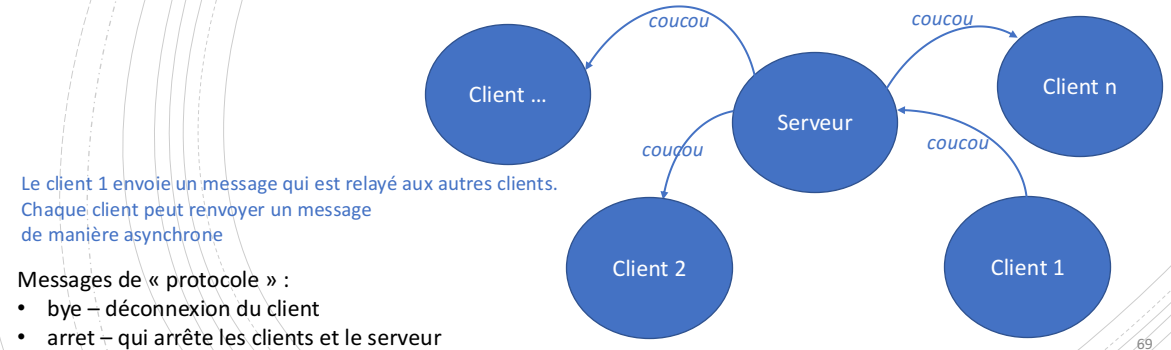 coucou
coucou
Client ...
Client n
Serveur
coucou
coucou
Le client 1 envoie un message qui est relayé aux autres clients.
Chaque client peut renvoyer un message
de manière asynchrone
Client 2
Client 1
Messages de « protocole » :
• bye – déconnexion du client
• arret – qui arrête les clients et le serveur
69